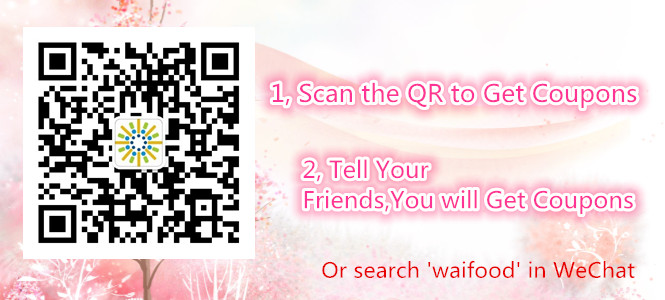 1, Scan the QR to Get Coupons
2, Tell Your
Friends,You will Get Coupons
Or search 'waifood' in WeChat